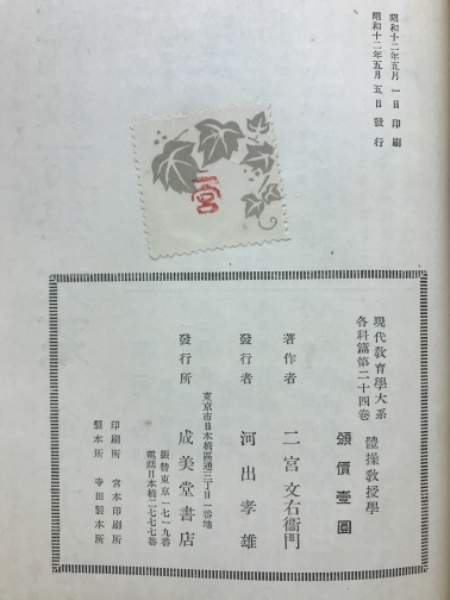 昭和十二年五月一日印刷
昭和十二年五月五日發行
二宮
現代教育學大系
各科篇第二十四卷
體操教授學
頒價壹圓
著作者 二宮文右衞門
發行者 河出孝雄
東京市日本橋區通三丁目一番地
發行所 成美堂書店
振替東京一七一九番
電話日本橋二七七七番
印刷所 宮本印刷所
製本所 寺田製本所